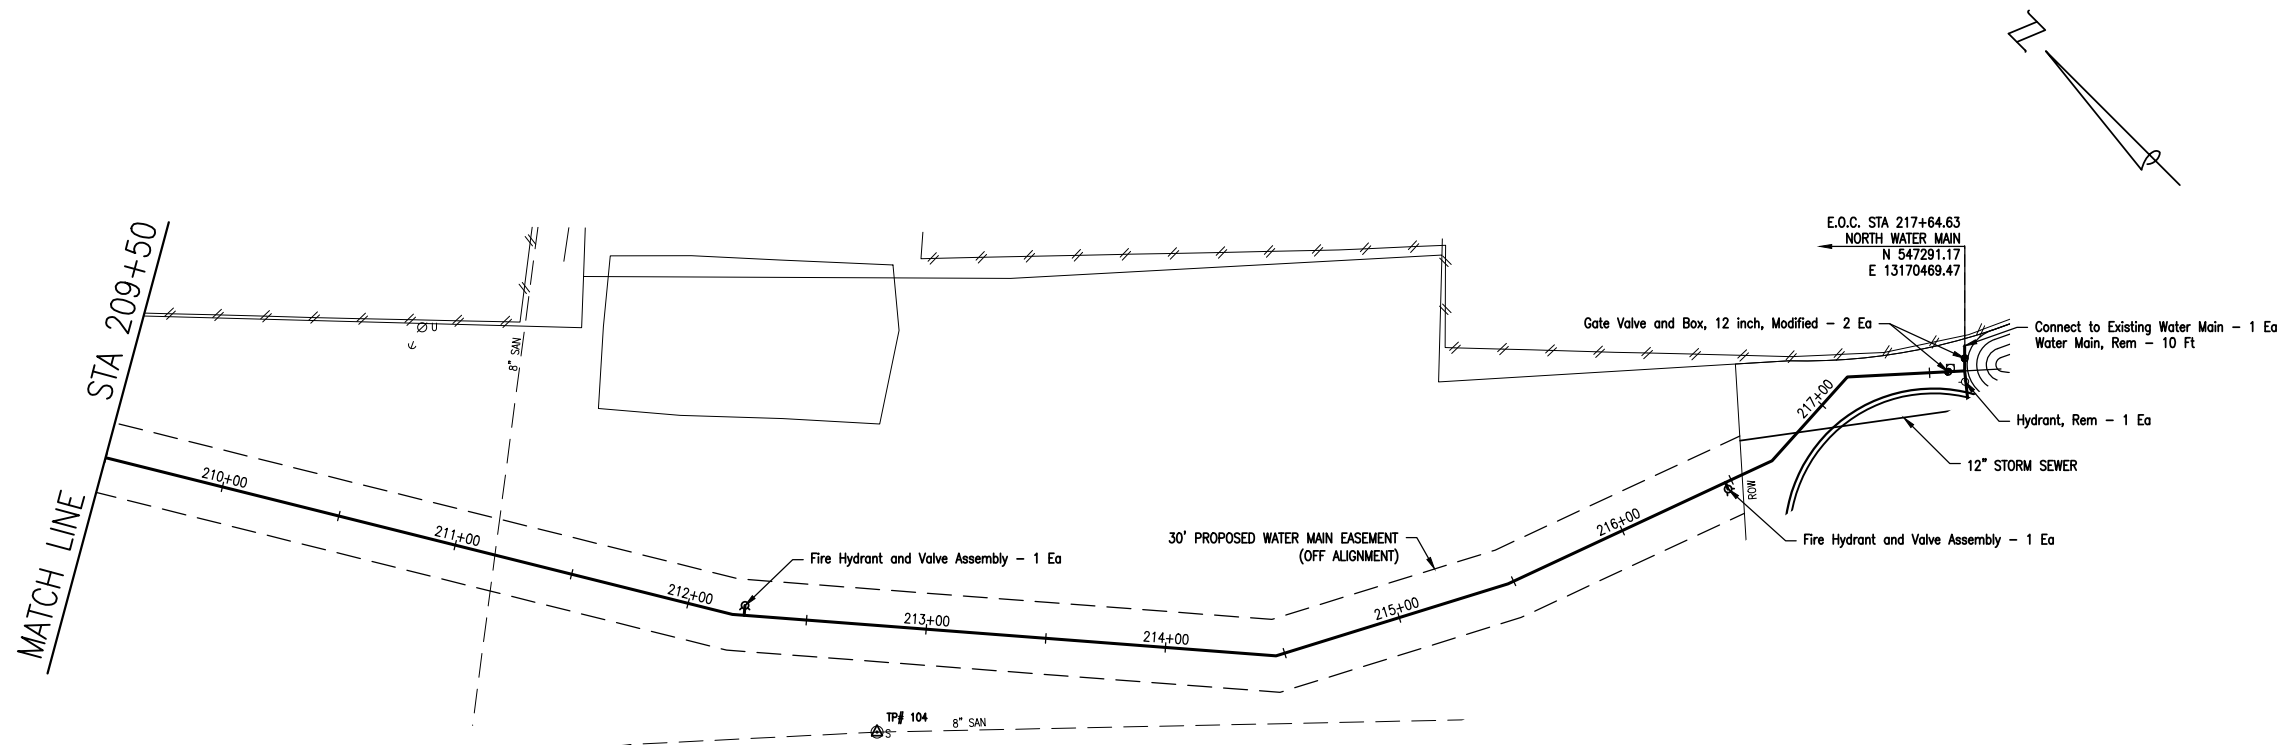 N
E.O.C. STA 217+64.63
NORTH WATER MAIN
N 547291.17
E 13170469.47
Gate Valve and Box, 12 inch, Modified - 2 Ea
Connect to Existing Water Main - 1 Ea
Water Main, Rem - 10 Ft
Hydrant, Rem - 1 Ea
12" STORM SEWER
MATCH LINE STA 209+50
U
8" SAN
210+00
211+00
212+00
213+00
214+00
215+00
216+00
217+00
ROW
Fire Hydrant and Valve Assembly - 1 Ea
30' PROPOSED WATER MAIN EASEMENT
(OFF ALIGNMENT)
Fire Hydrant and Valve Assembly - 1 Ea
TP# 104
S
8" SAN